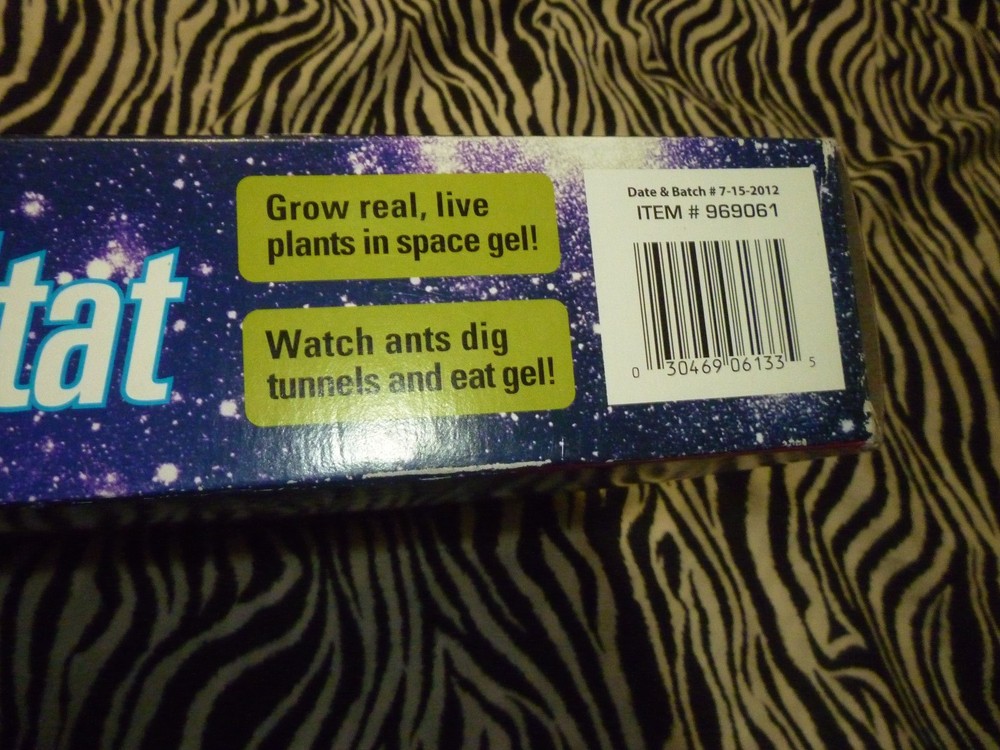 tat
Grow real, live
plants in space gel!
Watch ants dig
tunnels and eat gel!
Date & Batch # 7-15-2012
ITEM # 969061
0 30469 06133 5